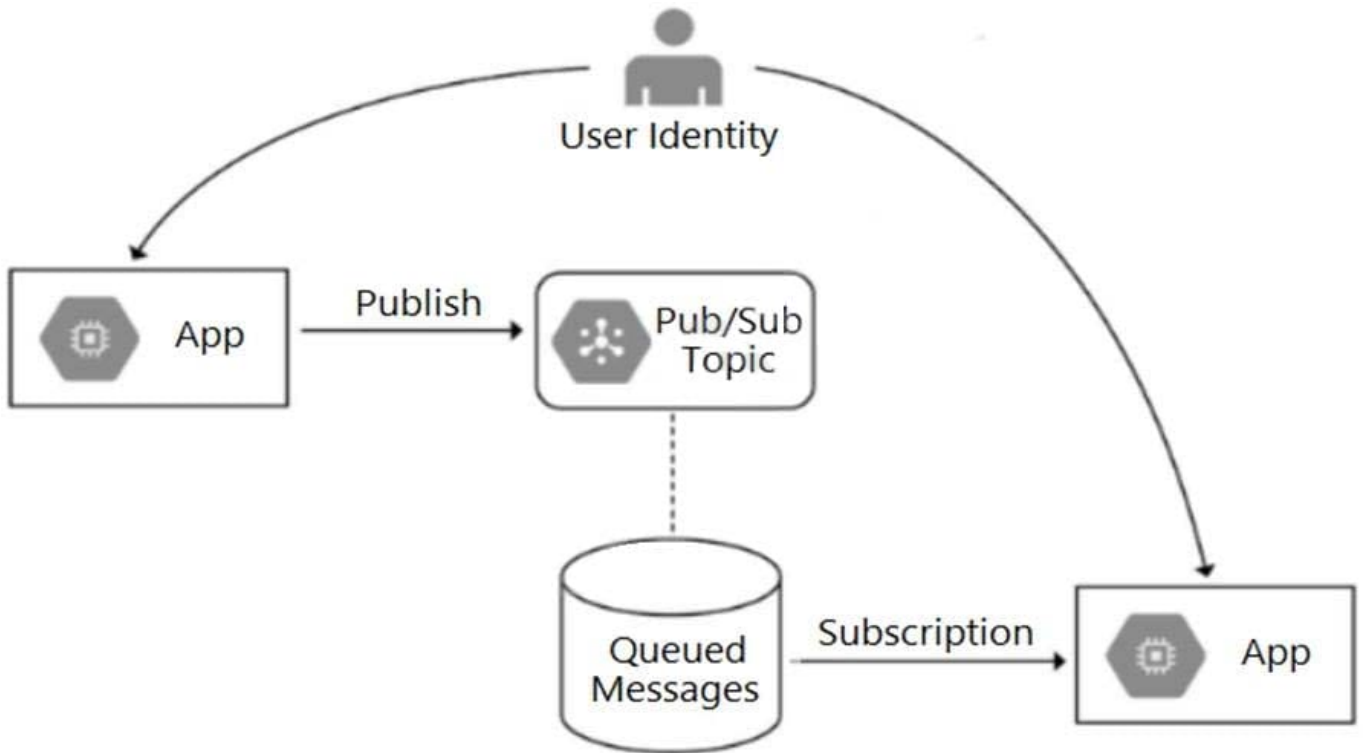 User Identity
App
Publish
Pub/Sub
Topic
Queued
Messages
Subscription
App